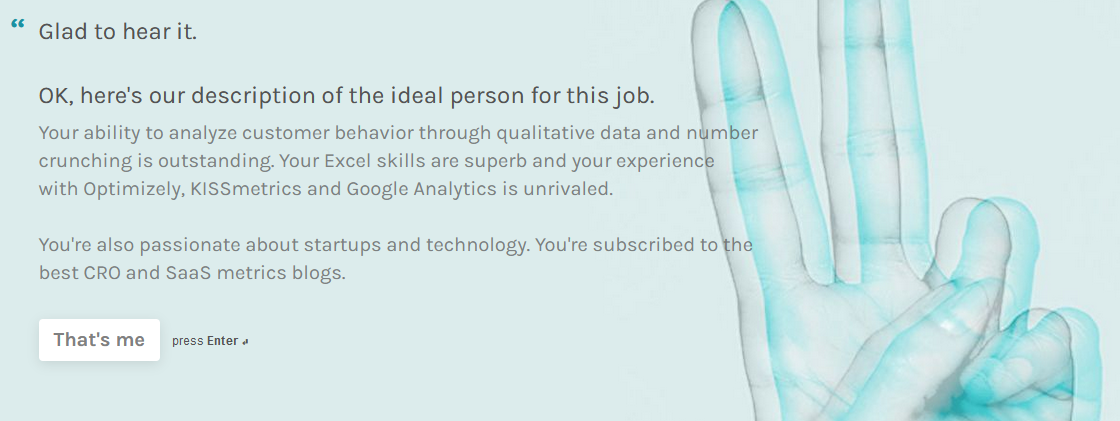 “ Glad to hear it.
OK, here's our description of the ideal person for this job.
Your ability to analyze customer behavior through qualitative data and number
crunching is outstanding. Your Excel skills are superb and your experience
with Optimizely, KISSmetrics and Google Analytics is unrivaled.
You're also passionate about startups and technology. You're subscribed to the
best CRO and SaaS metrics blogs.
That's me press Enter ↵